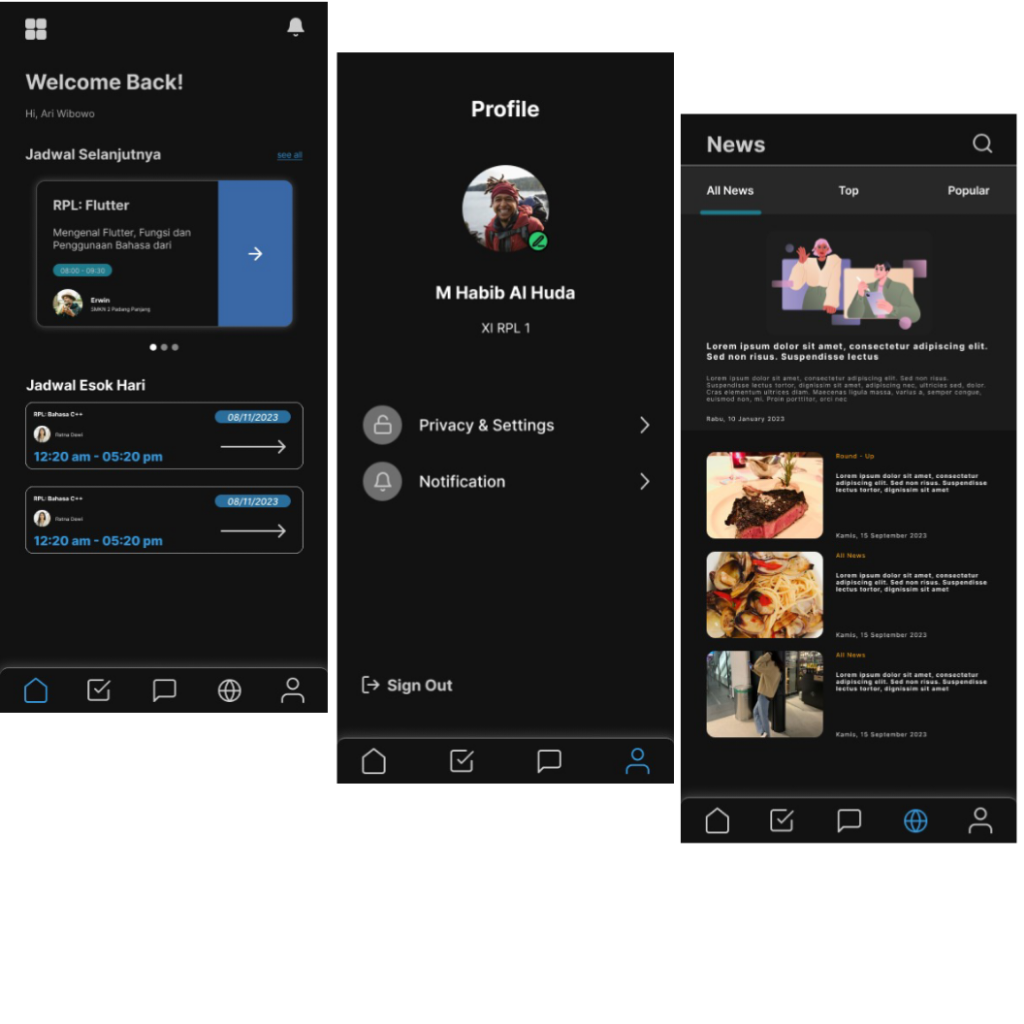 Welcome Back!
Hi, Ari Wibowo
Jadwal Selanjutnya
see all
RPL: Flutter
Mengenal Flutter, Fungsi dan
Penggunaan Bahasa dari
08:00 - 09:30
Erwin
SMKN 2 Padang Panjang
Jadwal Esok Hari
RPL: Bahasa C++
08/11/2023
Ratna Dewi
12:20 am - 05:20 pm
RPL: Bahasa C++
08/11/2023
Ratna Dewi
12:20 am - 05:20 pm
Profile
M Habib Al Huda
XI RPL 1
Privacy & Settings
Notification
Sign Out
News
All News
Top
Popular
Lorem ipsum dolor sit amet, consectetur adipiscing elit.
Sed non risus. Suspendisse lectus
Lorem ipsum dolor sit amet, consectetur adipiscing elit. Sed non risus.
Suspendisse lectus tortor, dignissim sit amet, adipiscing nec, ultricies sed, dolor.
Cras elementum ultrices diam. Maecenas ligula massa, varius a, semper congue,
euismod non, mi. Proin porttitor, orci nec
Rabu, 10 January 2023
Round - Up
Lorem ipsum dolor sit amet, consectetur
adipiscing elit. Sed non risus. Suspendisse
lectus tortor, dignissim sit amet
Kamis, 15 September 2023
All News
Lorem ipsum dolor sit amet, consectetur
adipiscing elit. Sed non risus. Suspendisse
lectus tortor, dignissim sit amet
Kamis, 15 September 2023
All News
Lorem ipsum dolor sit amet, consectetur
adipiscing elit. Sed non risus. Suspendisse
lectus tortor, dignissim sit amet
Kamis, 15 September 2023